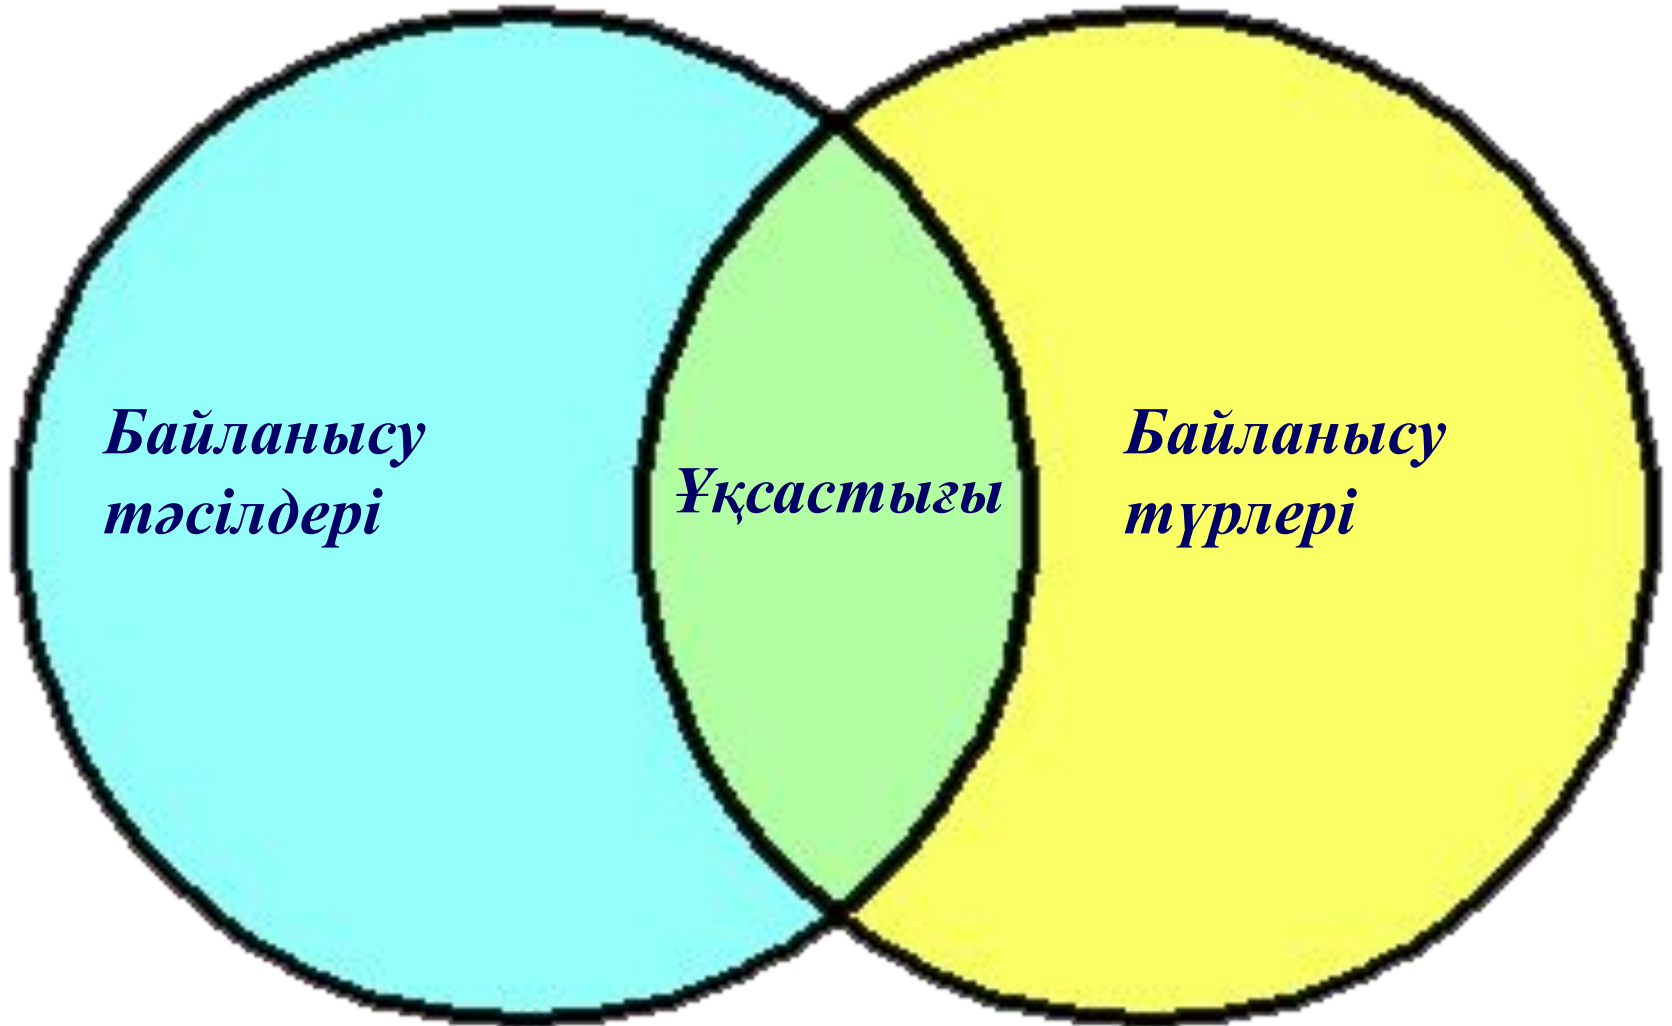 Байланысу
тәсілдері
Ұқсастығы
Байланысу
түрлері